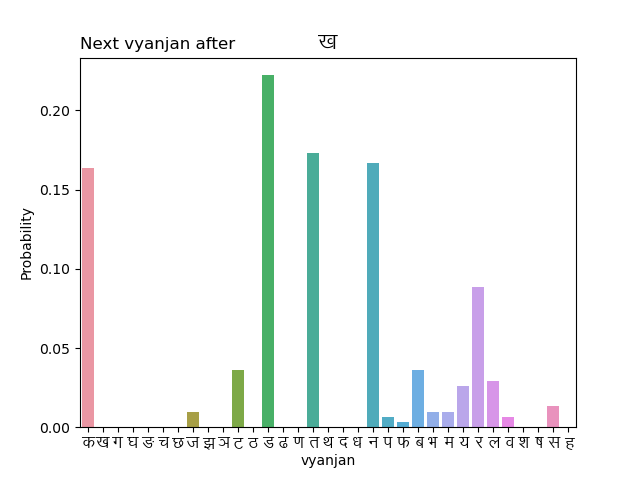 Next vyanjan after ख
0.20
0.15
0.10
0.05
0.00
Probability
क ख ग घ ङ च छ ज झ ञ ट ठ ड ढ ण त थ द ध न प फ ब भ म य र ल व श ष स ह
vyanjan